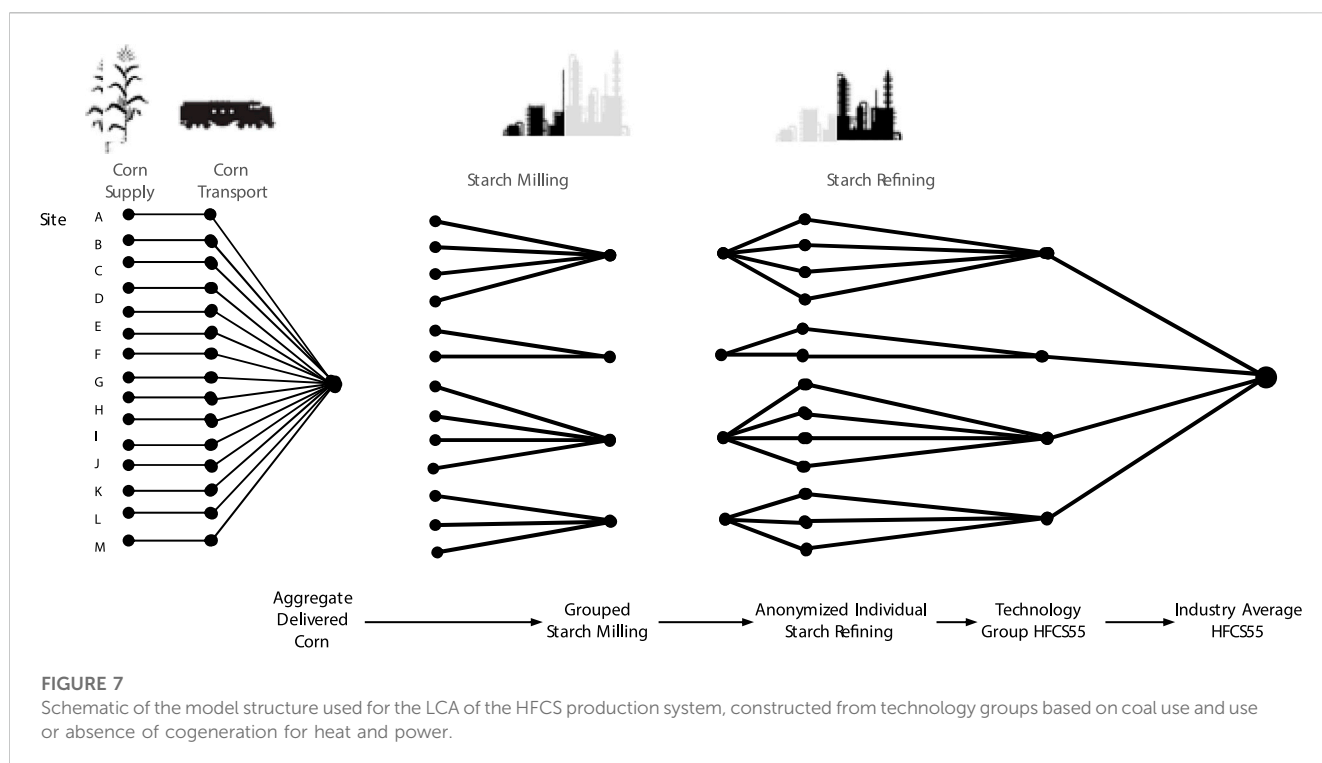 Corn
Supply
Corn
Transport
Starch Milling
Starch Refining
Site
A
B
C
D
E
F
G
H
I
J
K
L
M
Aggregate
Delivered
Corn
Grouped
Starch Milling
Anonymized Individual
Starch Refining
Technology
Group HFCS55
Industry Average
HFCS55
FIGURE 7
Schematic of the model structure used for the LCA of the HFCS production system, constructed from technology groups based on coal use and use
or absence of cogeneration for heat and power.